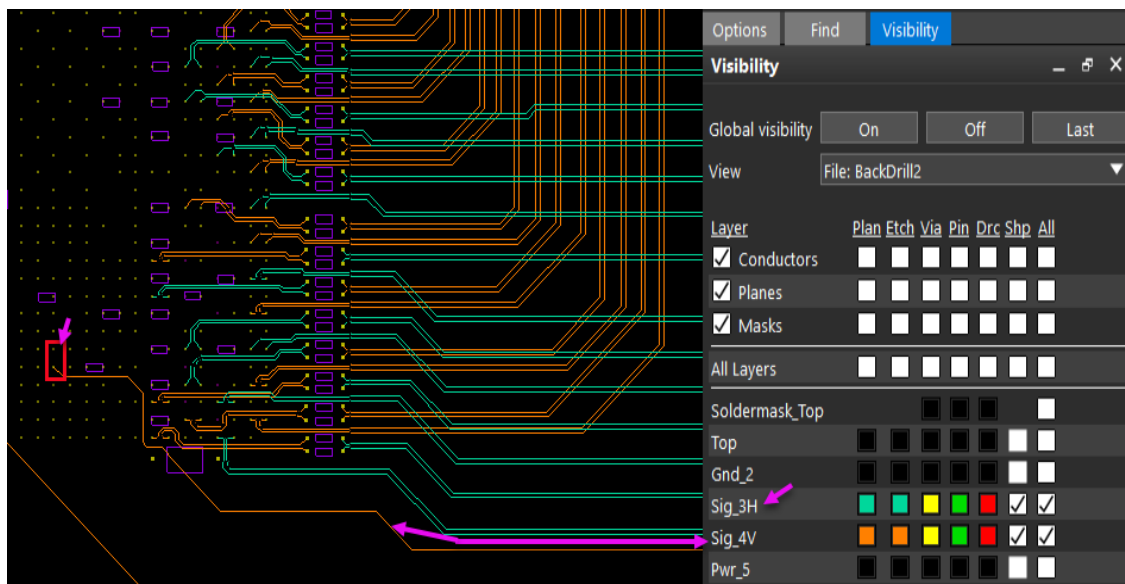 Options Find Visibility
Visibility
Global visibility On Off Last
View File: BackDrill2
Layer Plan Etch Via Pin Drc Shp All
Conductors
Planes
Masks
All Layers
Soldermask_Top
Top
Gnd_2
Sig_3H
Sig_4V
Pwr_5